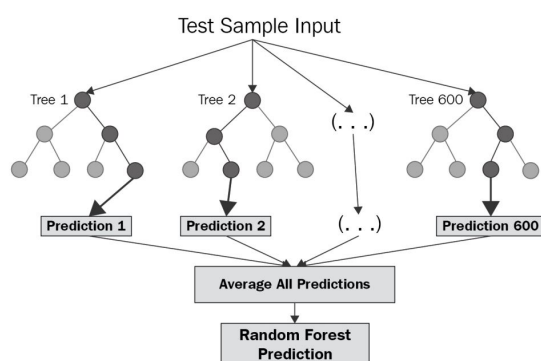 Test Sample Input
Tree 1
Tree 2
(. . .)
Tree 600
Prediction 1
Prediction 2
(. . .)
Prediction 600
Average All Predictions
Random Forest
Prediction